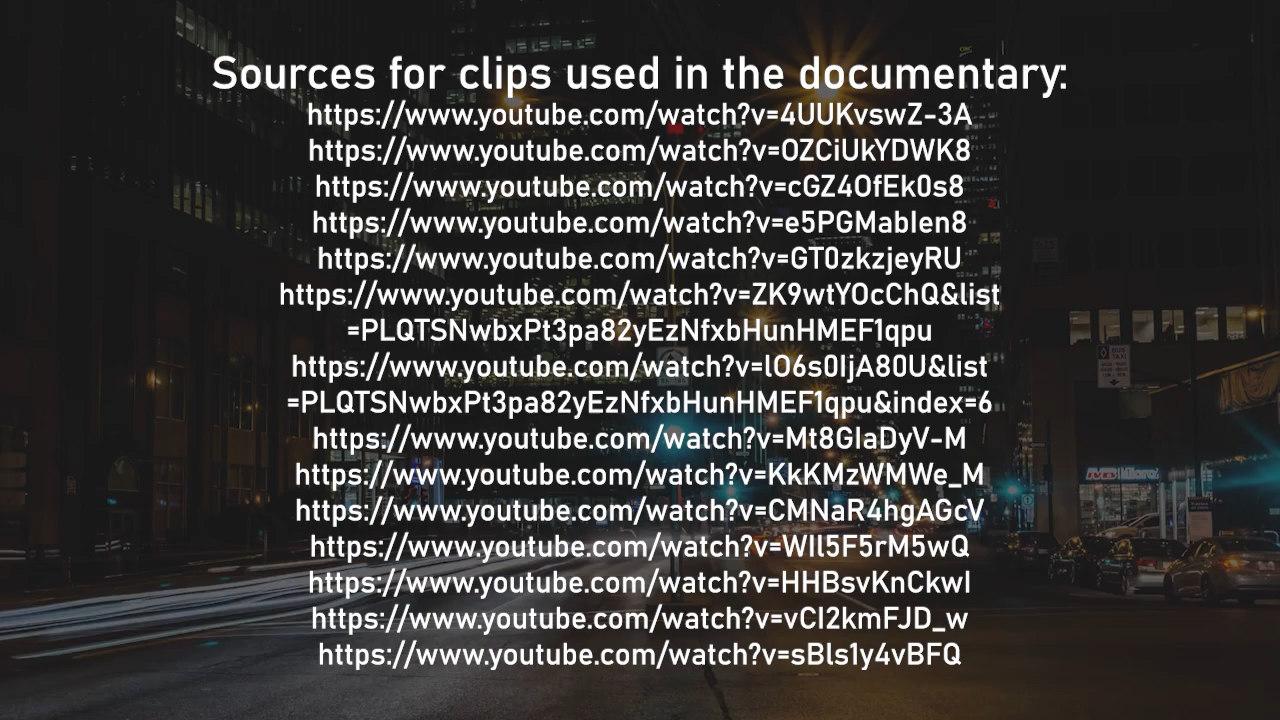 Sources for clips used in the documentary:
https://www.youtube.com/watch?v=4UUKvswZ-3A
https://www.youtube.com/watch?v=OZCiUkYDWK8
https://www.youtube.com/watch?v=cGZ4OfEk0s8
https://www.youtube.com/watch?v=e5PGMabIen8
https://www.youtube.com/watch?v=GT0zkzjeyRU
https://www.youtube.com/watch?v=ZK9wtYOcChQ&list
=PLQTSNwbxPt3pa82yEzNfxbHunHMEF1qpu
https://www.youtube.com/watch?v=lO6s0IjA80U&list
=PLQTSNwbxPt3pa82yEzNfxbHunHMEF1qpu&index=6
https://www.youtube.com/watch?v=Mt8GIaDyV-M
https://www.youtube.com/watch?v=KkKMzWMWe_M
https://www.youtube.com/watch?v=CMNaR4hgAGcV
https://www.youtube.com/watch?v=WIl5F5rM5wQ
https://www.youtube.com/watch?v=HHBsvKnCkwI
https://www.youtube.com/watch?v=vCI2kmFJD_w
https://www.youtube.com/watch?v=sBls1y4vBFQ